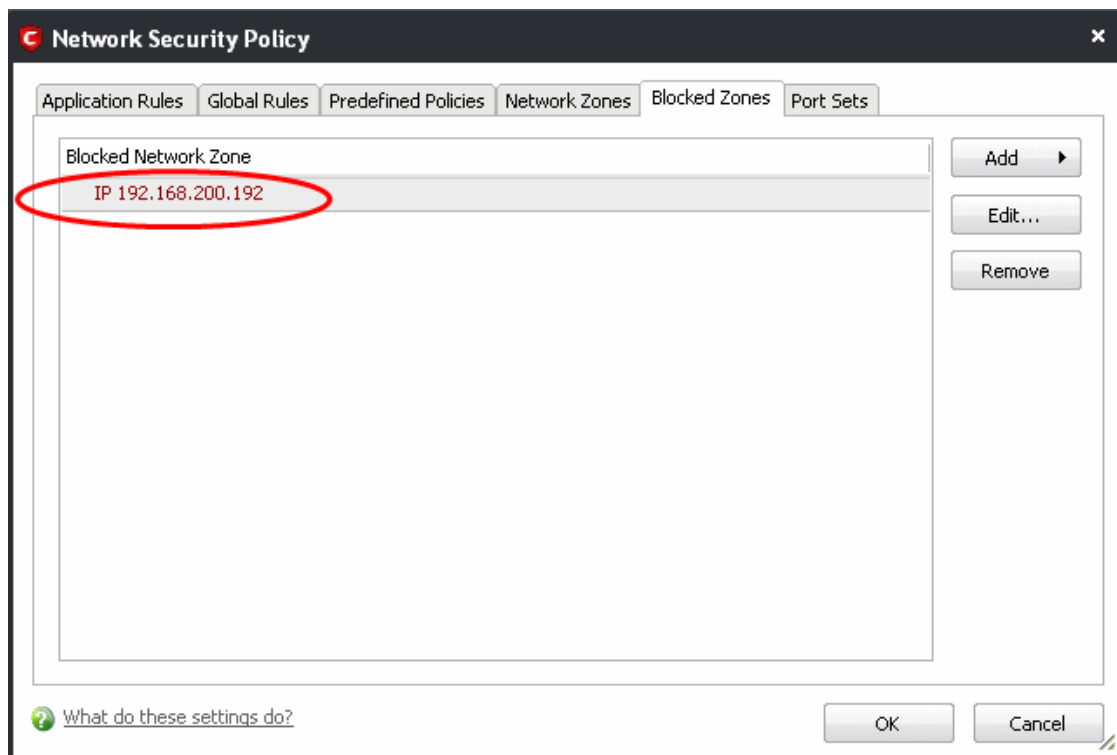 Network Security Policy
Application Rules Global Rules Predefined Policies Network Zones Blocked Zones Port Sets
Blocked Network Zone
IP 192.168.200.192
Add
Edit...
Remove
What do these settings do?
OK Cancel